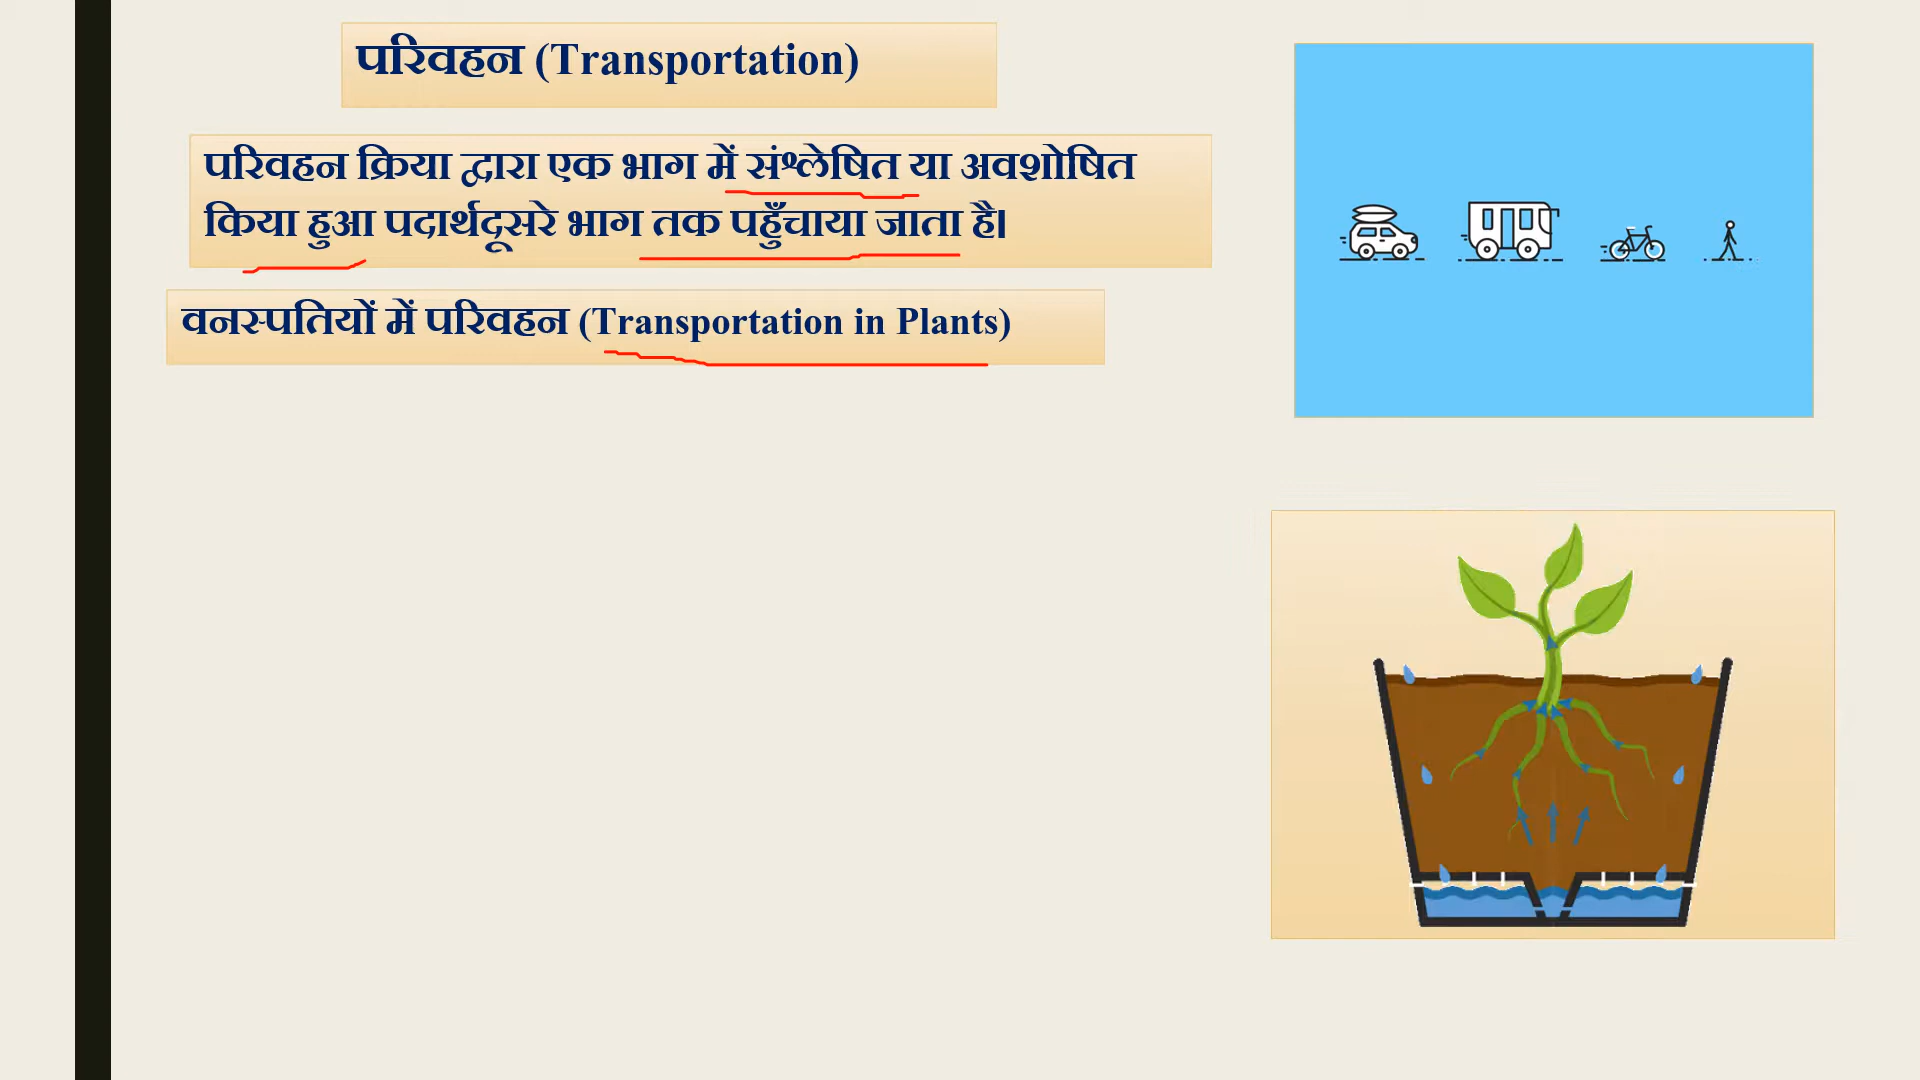 परिवहन (Transportation)
परिवहन क्रिया द्वारा एक भाग में संश्लेषित या अवशोषित
किया हुआ पदार्थदूसरे भाग तक पहुँचाया जाता है।
वनस्पतियों में परिवहन (Transportation in Plants)